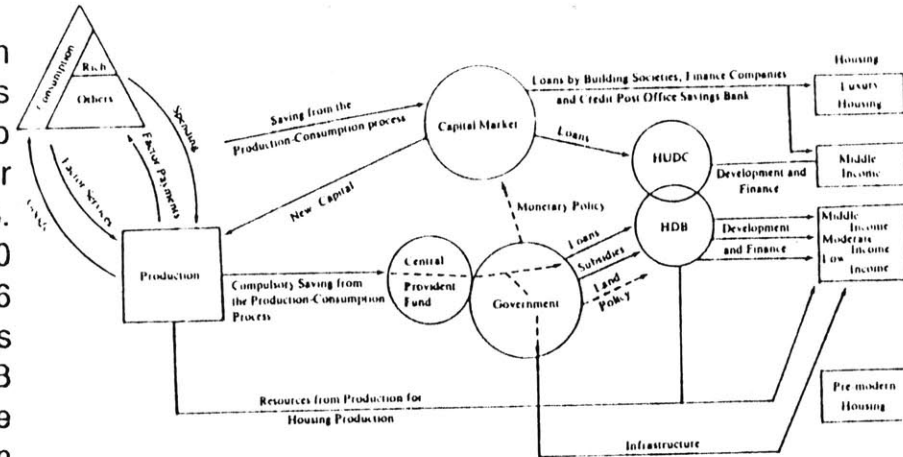 n
s
o
r
.
0
6
s
3
e
Consumption
Rich
Others
Spending
Factor Payments
Factor Services
Goods
Production
Saving from the
Production-Consumption process
New Capital
Capital Market
Loans by Building Societies, Finance Companies
and Credit Post Office Savings Bank
Loans
HUDC
HDB
Development and
Finance
Monetary Policy
Central
Provident
Fund
Compulsory Saving from
the Production-Consumption
Process
Government
Loans
Subsidies
Land
Policy
Development
and Finance
Housing
Luxury
Housing
Middle
Income
Middle
Income
Moderate
Income
Low
Income
Pre-modern
Housing
Resources from Production for
Housing Production
Infrastructure